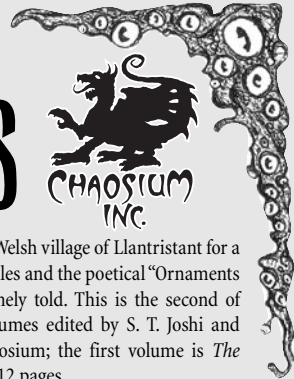 S
CHAOSIUM
INC.
Welsh village of Llantristant for a
les and the poetical “Ornaments
nely told. This is the second of
umes edited by S. T. Joshi and
osium; the first volume is The
12 pages